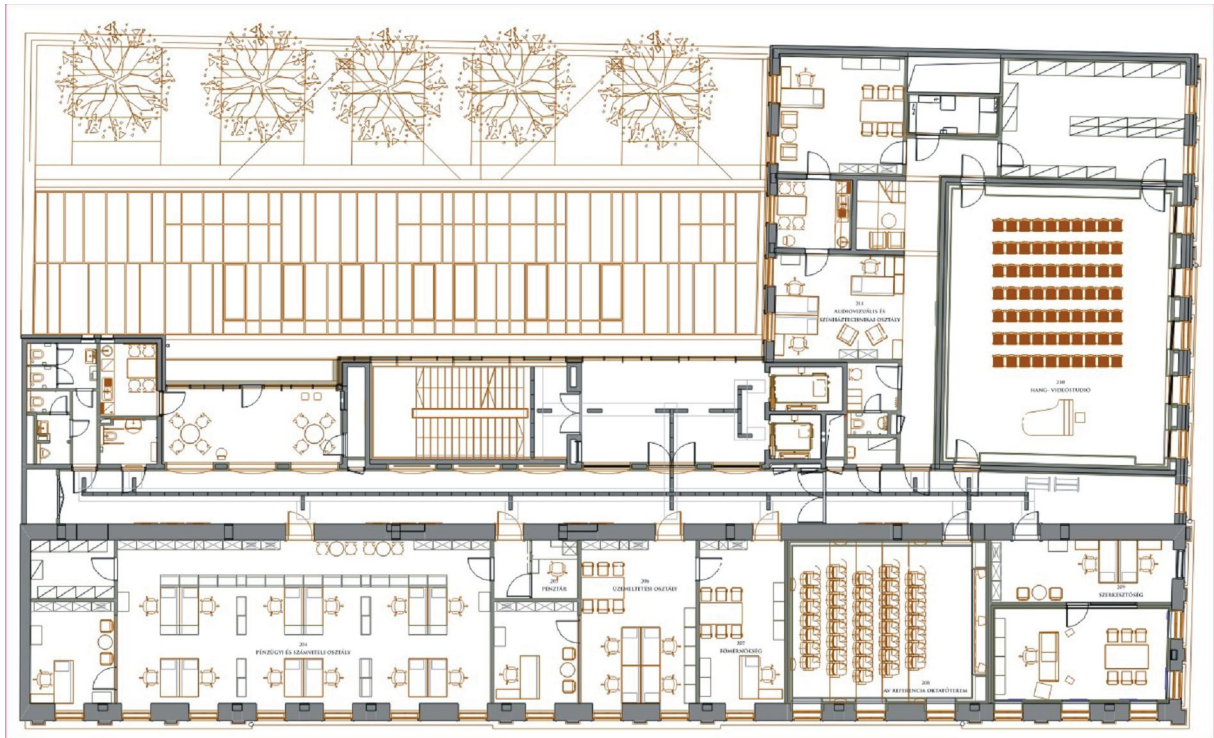 211
AUDIOVIZUÁLIS ÉS
SZÍNHÁZTECHNIKAI OSZTÁLY
210
HANG- VIDEÓSTUDIÓ
204
PÉNZÜGYI ÉS SZÁMVITELI OSZTÁLY
205
PÉNZTÁR
206
ÜZEMELTETÉSI OSZTÁLY
207
FŐMÉRNÖKSÉG
208
AV REFERENCIA OKTATÓTEREM
209
SZERKESZTŐSÉG